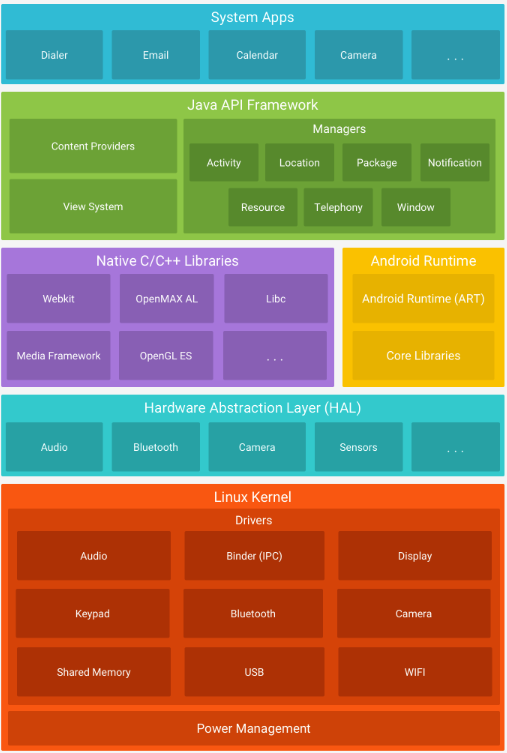 System Apps
Dialer
Email
Calendar
Camera
. . .
Java API Framework
Content Providers
View System
Managers
Activity
Location
Package
Notification
Resource
Telephony
Window
Native C/C++ Libraries
Webkit
OpenMAX AL
Libc
Media Framework
OpenGL ES
. . .
Android Runtime
Android Runtime (ART)
Core Libraries
Hardware Abstraction Layer (HAL)
Audio
Bluetooth
Camera
Sensors
. . .
Linux Kernel
Drivers
Audio
Binder (IPC)
Display
Keypad
Bluetooth
Camera
Shared Memory
USB
WIFI
Power Management